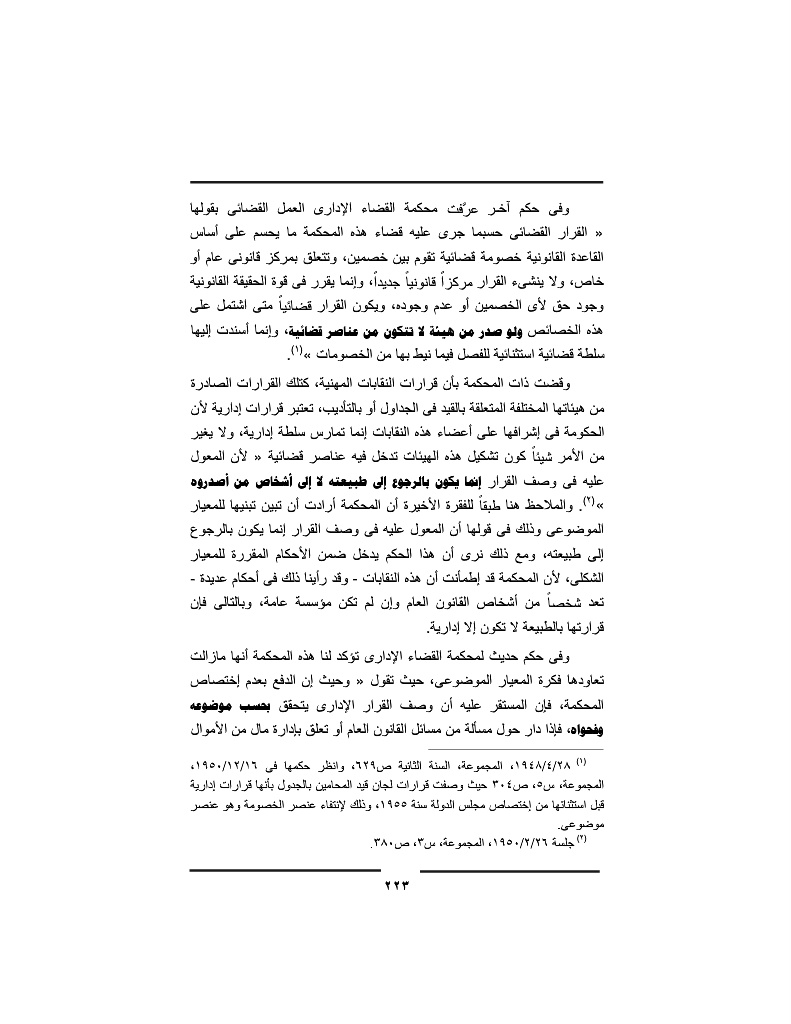 وفى حكم آخر عرَّفت محكمة القضاء الإدارى العمل القضائى بقولها
« القرار القضائى حسبما جرى عليه قضاء هذه المحكمة ما يحسم على أساس
القاعدة القانونية خصومة قضائية تقوم بين خصمين، وتتعلق بمركز قانونى عام أو
خاص، ولا ينشىء القرار مركزاً قانونياً جديداً، وإنما يقرر فى قوة الحقيقة القانونية
وجود حق لأى الخصمين أو عدم وجوده، ويكون القرار قضائياً متى اشتمل على
هذه الخصائص ولو صدر من هيئة لا تتكون من عناصر قضائية، وإنما أسندت إليها
سلطة قضائية استثنائية للفصل فيما نيط بها من الخصومات »(١).
وقضت ذات المحكمة بأن قرارات النقابات المهنية، كتلك القرارات الصادرة
من هيئاتها المختلفة المتعلقة بالقيد فى الجداول أو بالتأديب، تعتبر قرارات إدارية لأن
الحكومة فى إشرافها على أعضاء هذه النقابات إنما تمارس سلطة إدارية، ولا يغير
من الأمر شيئاً كون تشكيل هذه الهيئات تدخل فيه عناصر قضائية « لأن المعول
عليه فى وصف القرار إنما يكون بالرجوع إلى طبيعته لا إلى أشخاص من أصدروه
»(٢). والملاحظ هنا طبقاً للفقرة الأخيرة أن المحكمة أرادت أن تبين تبنيها للمعيار
الموضوعى وذلك فى قولها أن المعول عليه فى وصف القرار إنما يكون بالرجوع
إلى طبيعته، ومع ذلك نرى أن هذا الحكم يدخل ضمن الأحكام المقررة للمعيار
الشكلى، لأن المحكمة قد إطمأنت أن هذه النقابات - وقد رأينا ذلك فى أحكام عديدة -
تعد شخصاً من أشخاص القانون العام وإن لم تكن مؤسسة عامة، وبالتالى فإن
قرارتها بالطبيعة لا تكون إلا إدارية.
وفى حكم حديث لمحكمة القضاء الإدارى تؤكد لنا هذه المحكمة أنها مازالت
تعاودها فكرة المعيار الموضوعى، حيث تقول « وحيث إن الدفع بعدم إختصاص
المحكمة، فإن المستقر عليه أن وصف القرار الإدارى يتحقق بحسب موضوعه
وفحواه، فإذا دار حول مسألة من مسائل القانون العام أو تعلق بإدارة مال من الأموال
(١) ١٩٤٨/٤/٢٨، المجموعة، السنة الثانية ص٦٢٩، وانظر حكمها فى ١٩٥٠/١٢/١٦،
المجموعة، س٥، ص٣٠٤ حيث وصفت قرارات لجان قيد المحامين بالجدول بأنها قرارات إدارية
قبل استثنائها من إختصاص مجلس الدولة سنة ١٩٥٥، وذلك لإنتفاء عنصر الخصومة وهو عنصر
موضوعى.
(٢) جلسة ١٩٥٠/٢/٢٦، المجموعة، س٣، ص٣٨٠.
٢٢٣